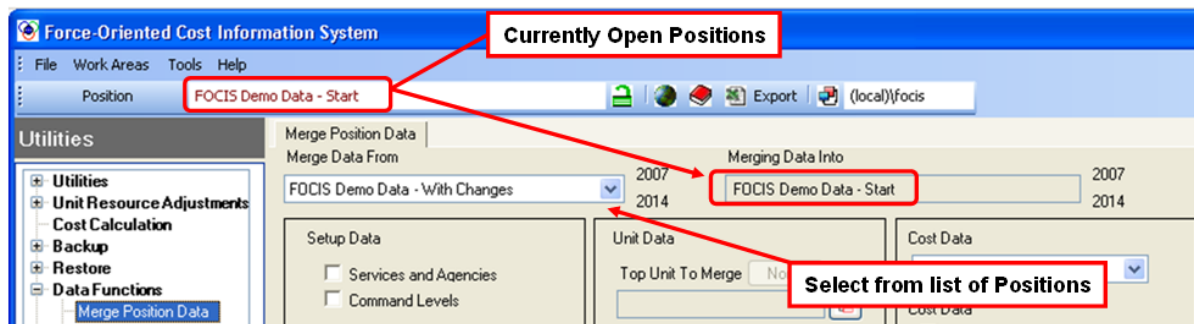 Force-Oriented Cost Inform ation System
Currently Open Positions
File Work Areas Tools Help
Position FOCIS Demo Data - Start Export (local)\focis
Utilities
Merge Position Data
Merge Data From Merging Data Into
FOCIS Demo Data - With Changes 2007 2014 FOCIS Demo Data - Start 2007 2014
Utilities
Unit Resource Adjustments
Cost Calculation
Backup
Restore
Data Functions
Merge Position Data
Setup Data
Services and Agencies
Command Levels
Unit Data
Top Unit To Merge No
Cost Data
Select from list of Positions
Cost Data